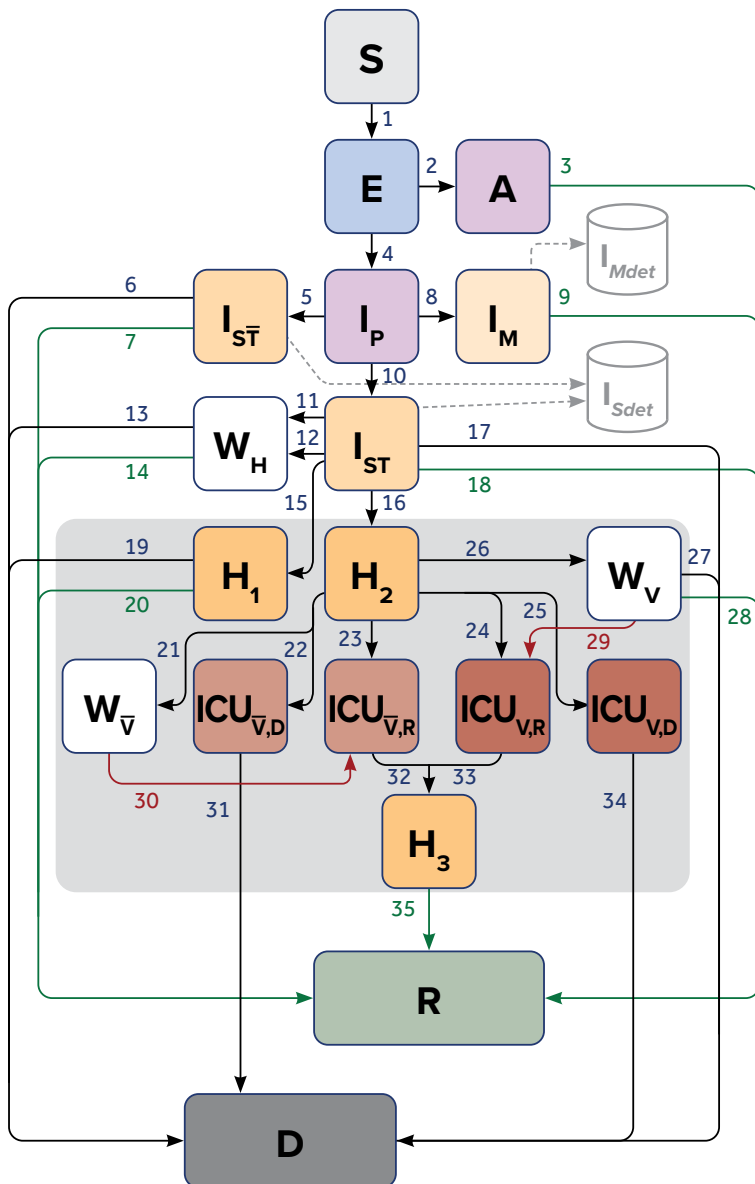 S
1
E
2
A
3
4
I_Mdet
6
I_ST̅
5
I_P
8
I_M
9
7
10
I_Sdet
13
W_H
11
12
I_ST
17
14
15
16
18
19
H_1
H_2
26
W_V
27
20
28
21
22
23
24
25
29
W_V̅
ICU_V̅,D
ICU_V̅,R
ICU_V,R
ICU_V,D
30
31
32
33
34
H_3
35
R
D